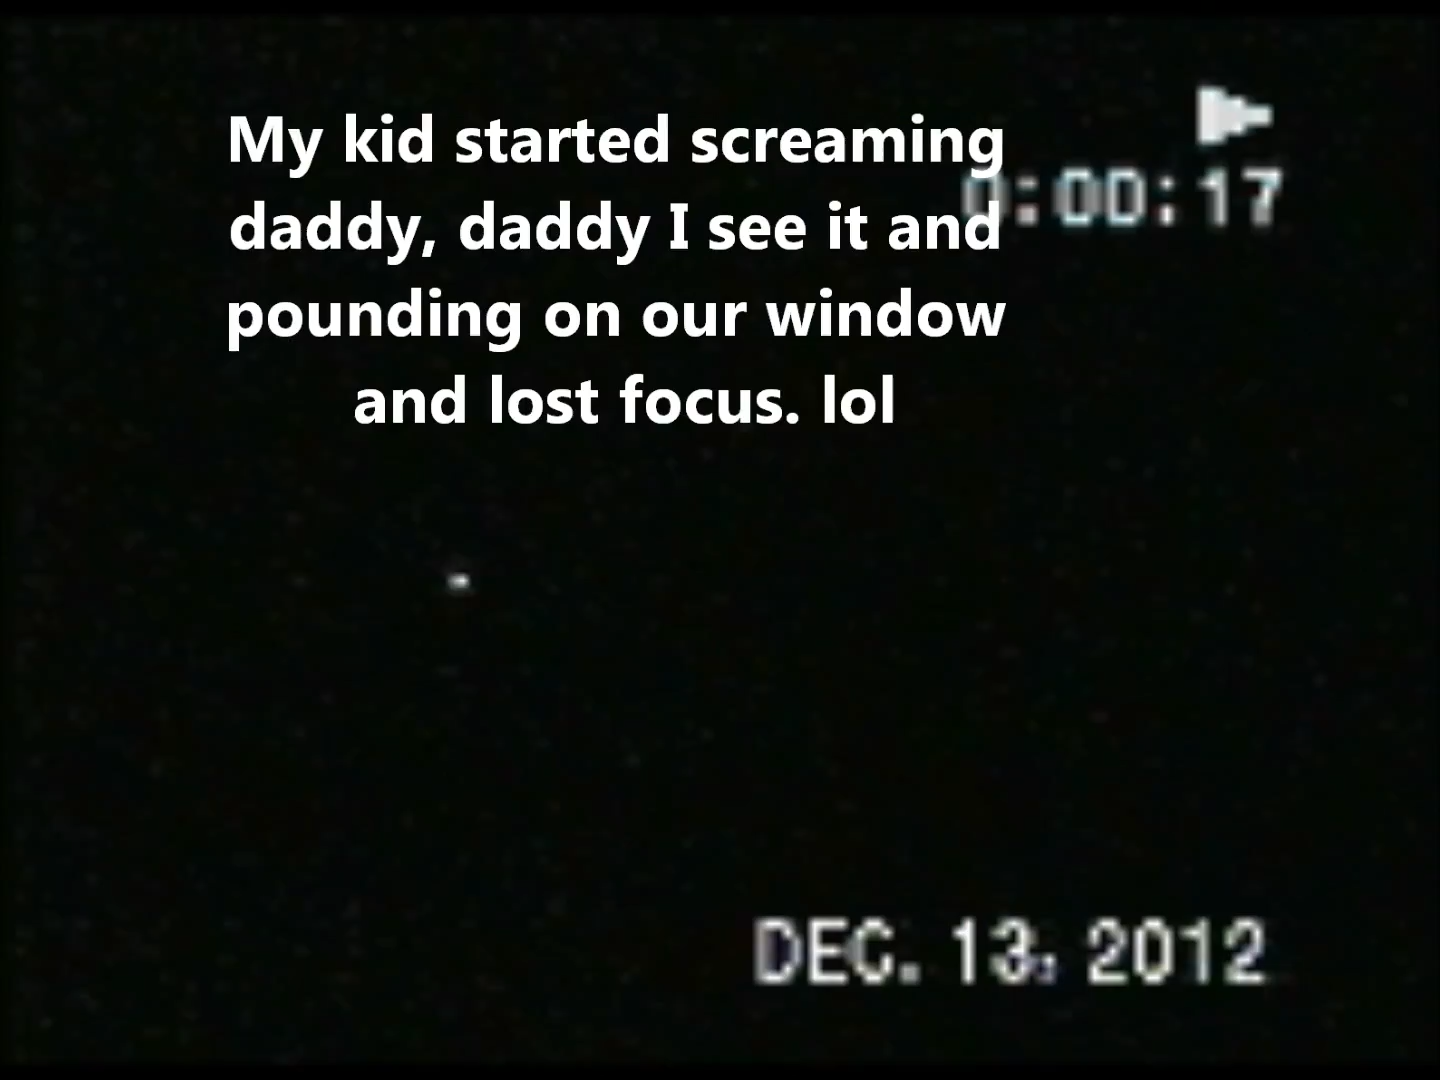 My kid started screaming
0:00:17
daddy, daddy I see it and
pounding on our window
and lost focus. lol
DEC. 13, 2012